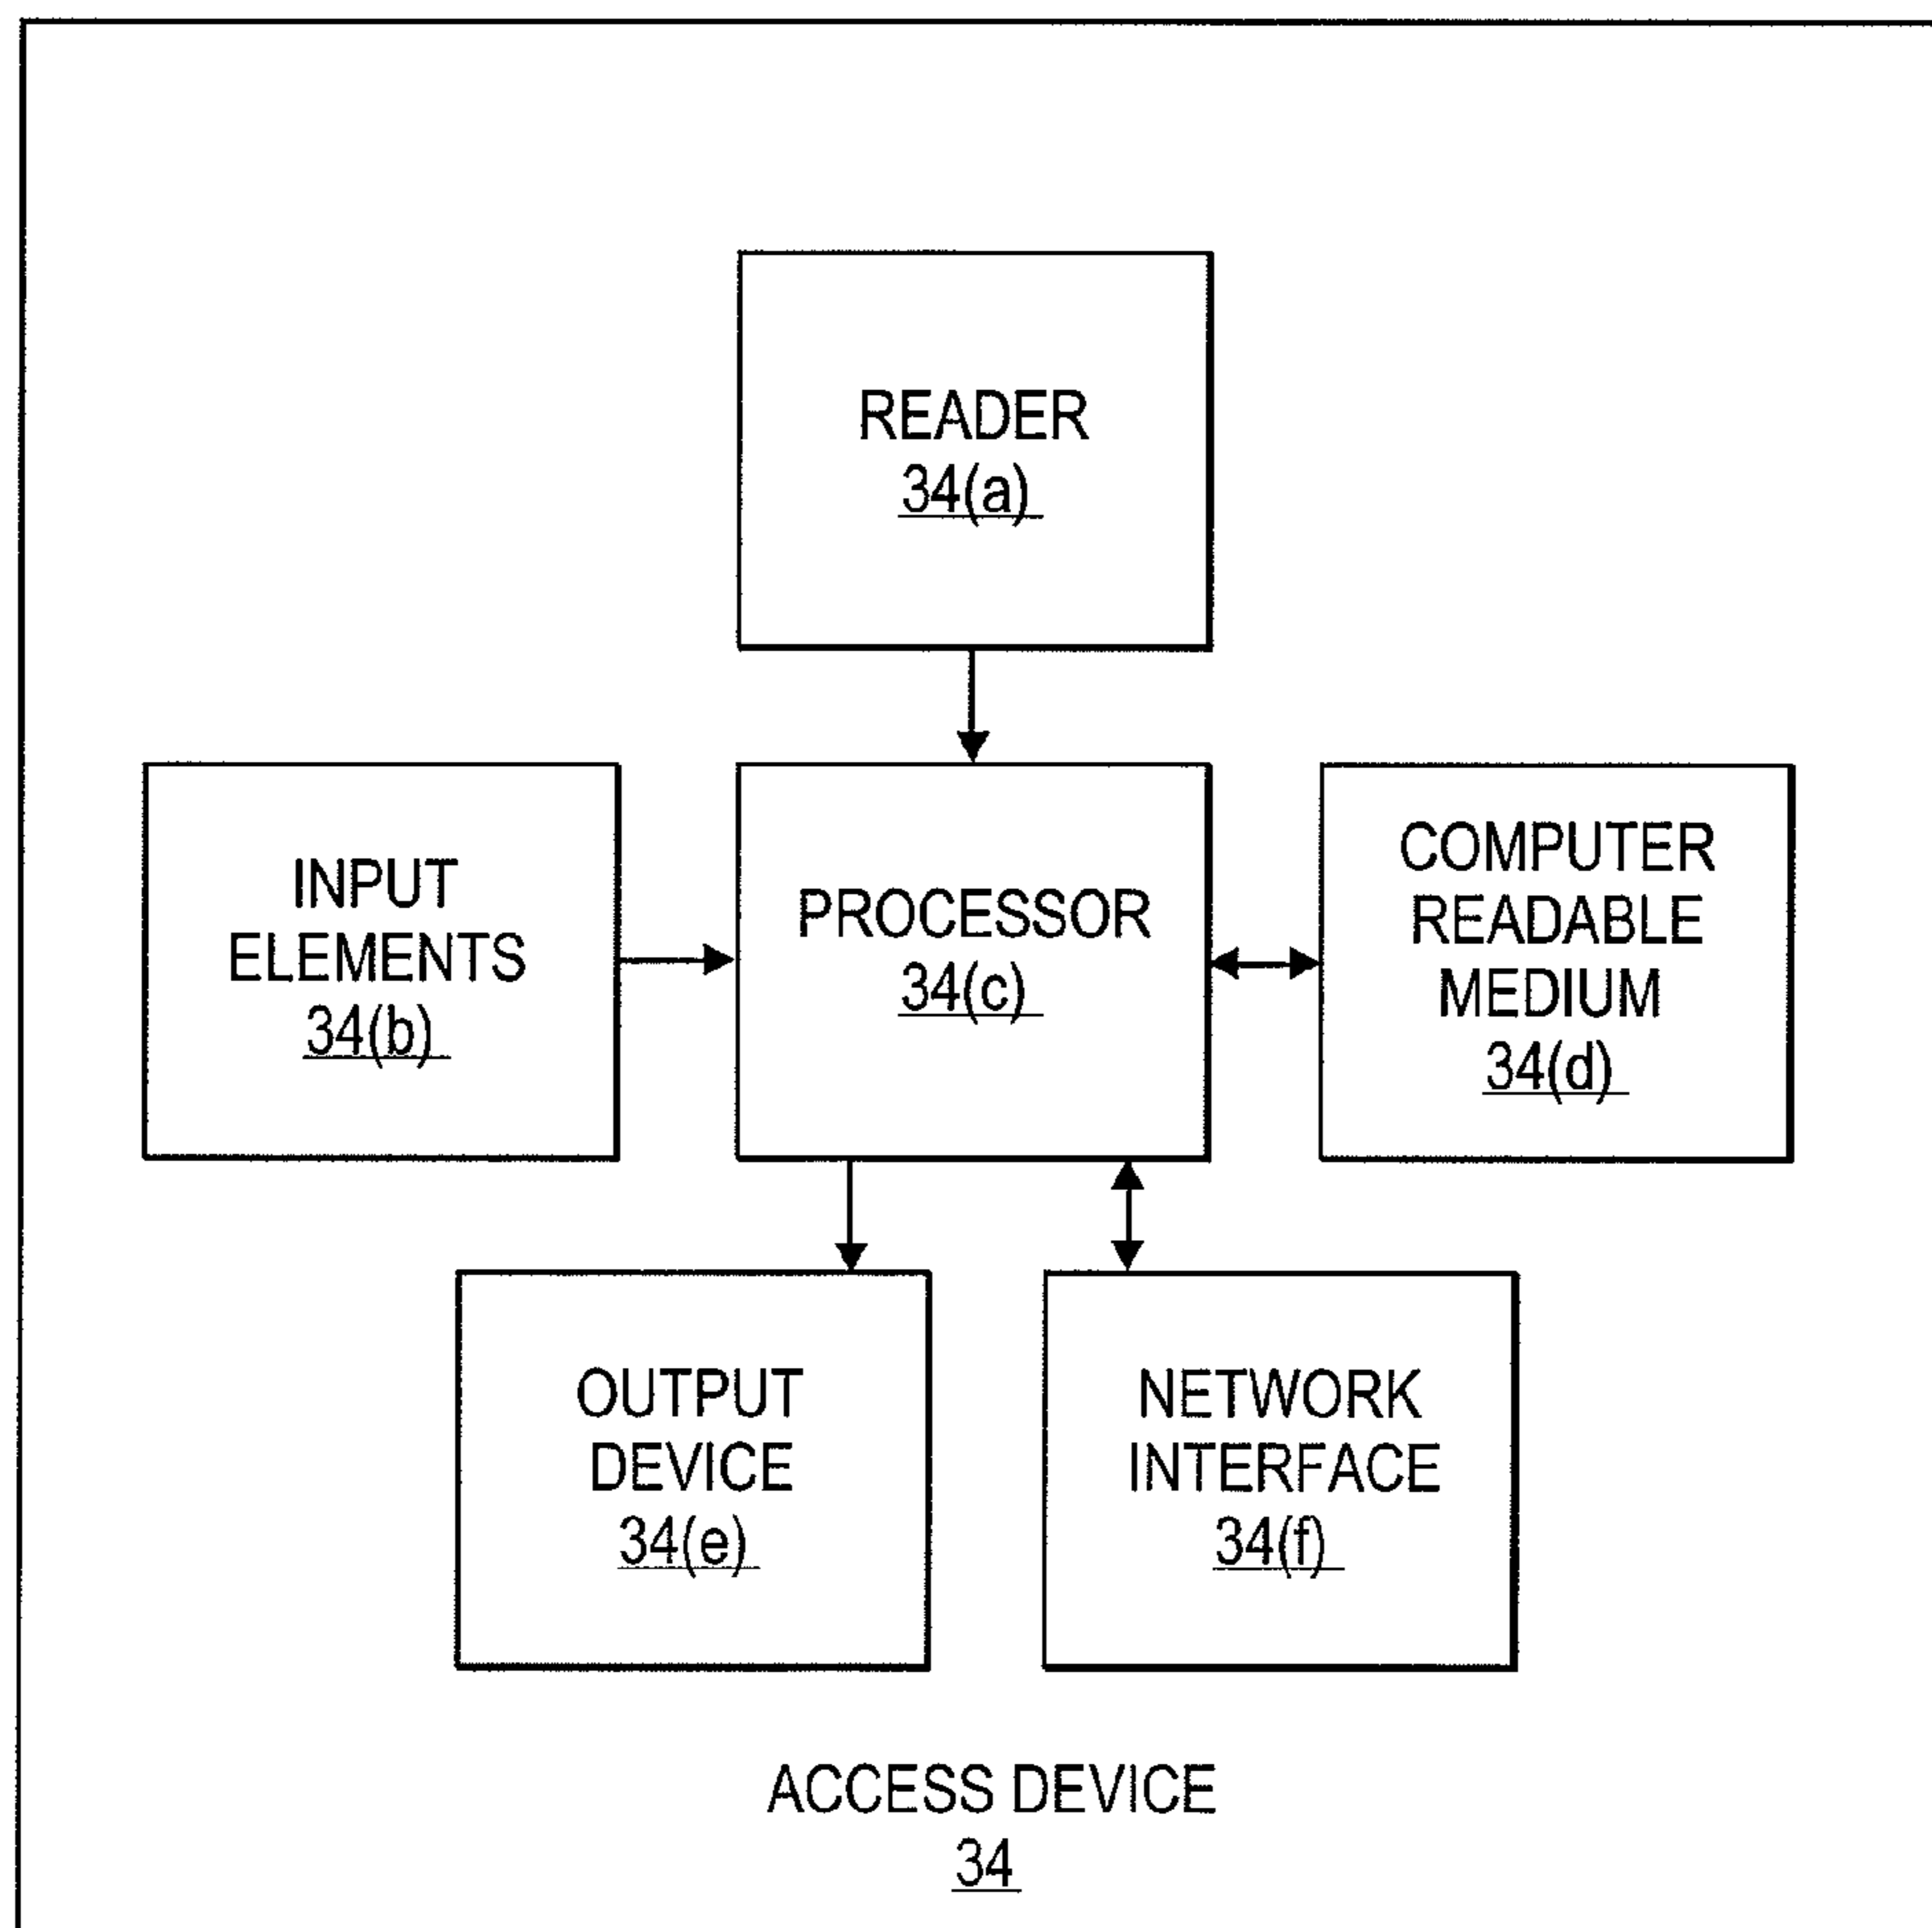 READER
34(a)
INPUT
ELEMENTS
34(b)
PROCESSOR
34(c)
COMPUTER
READABLE
MEDIUM
34(d)
OUTPUT
DEVICE
34(e)
NETWORK
INTERFACE
34(f)
ACCESS DEVICE
34